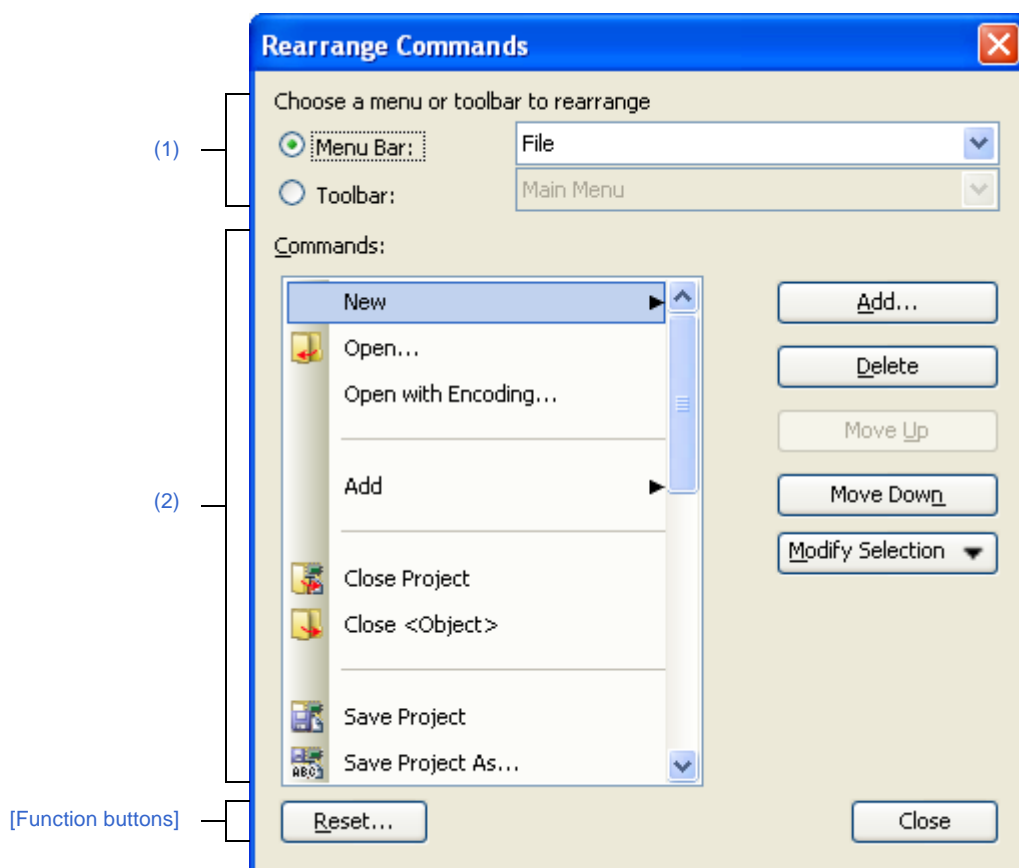 Rearrange Commands
Choose a menu or toolbar to rearrange
(1)
Menu Bar:
File
Toolbar:
Main Menu
(2)
Commands:
New
Add...
Open...
Delete
Open with Encoding...
Move Up
Add
Move Down
Modify Selection
Close Project
Close <Object>
Save Project
ABC
Save Project As...
[Function buttons]
Reset...
Close